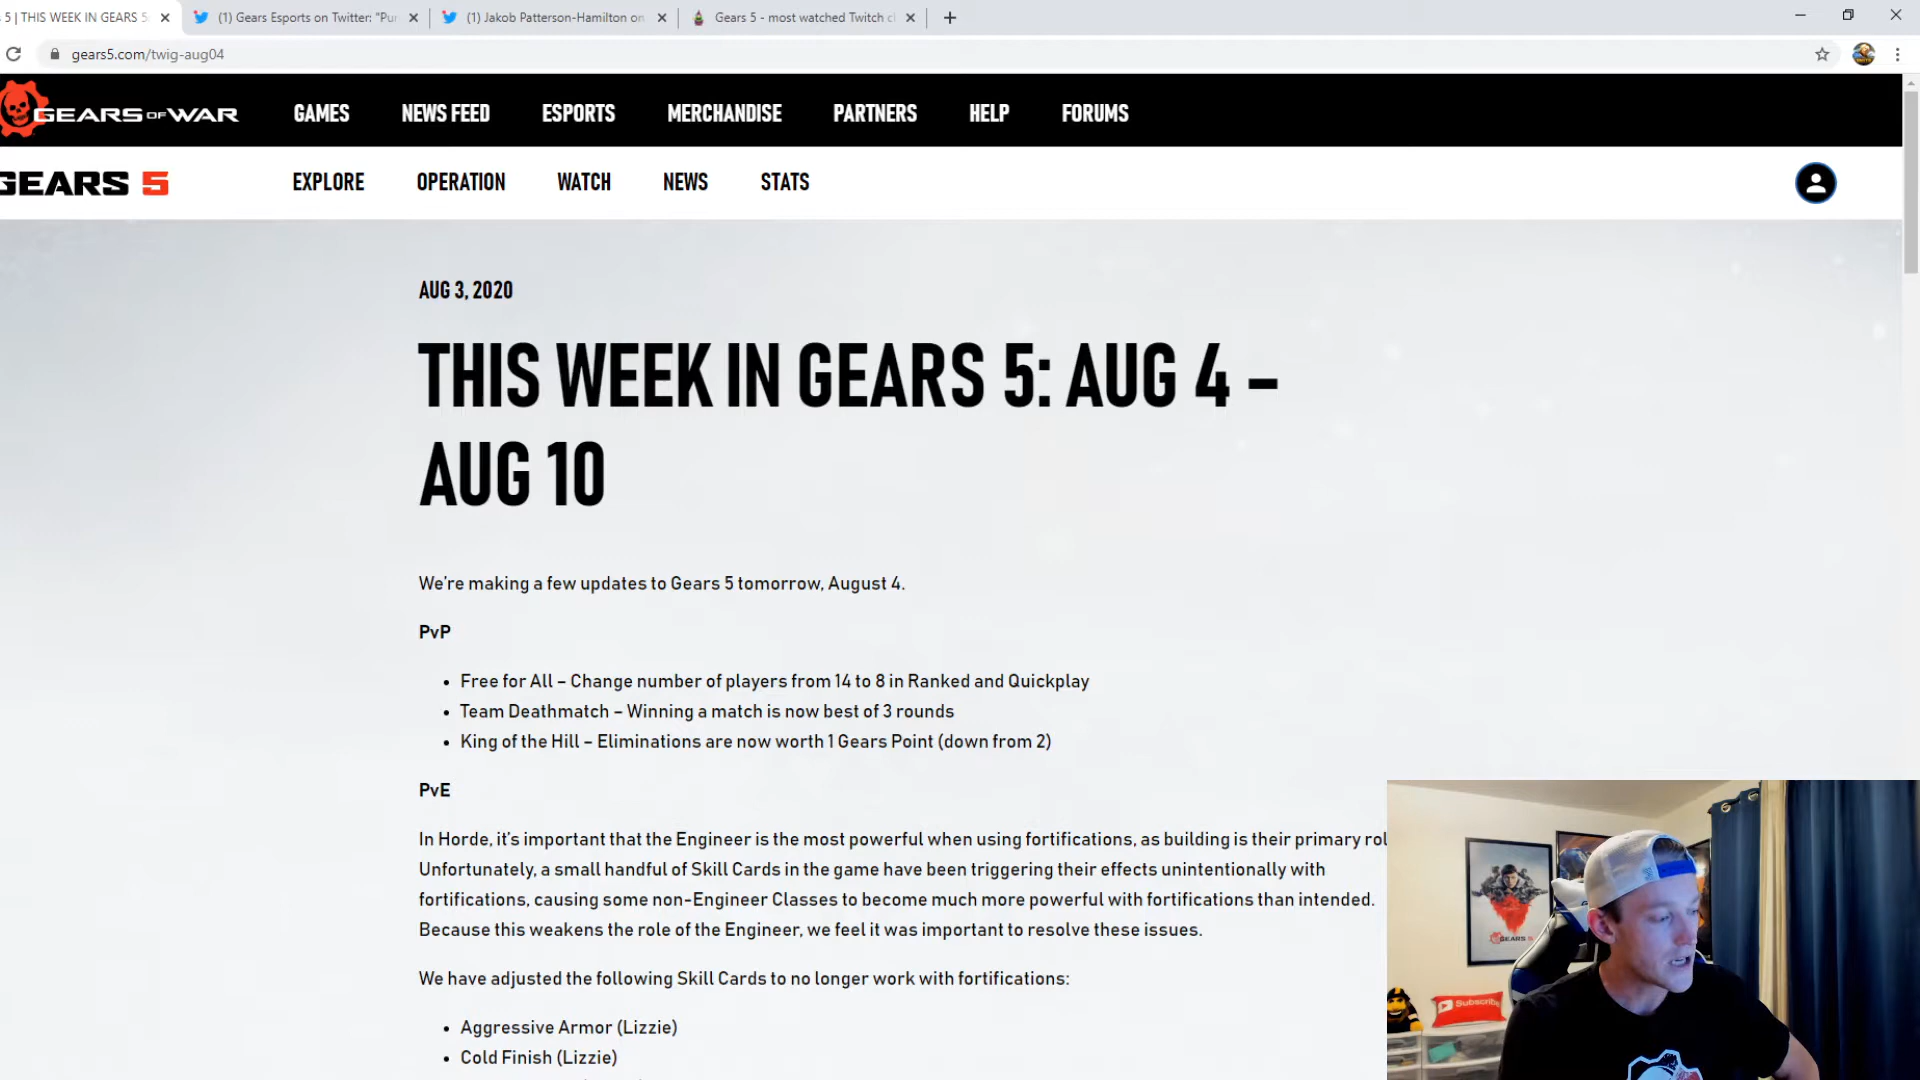 5 | THIS WEEK IN GEARS 5:
(1) Gears Esports on Twitter: "Pur
(1) Jakob Patterson-Hamilton on
Gears 5 - most watched Twitch cl
gears5.com/twig-aug04
GEARS OF WAR
GAMES
NEWS FEED
ESPORTS
MERCHANDISE
PARTNERS
HELP
FORUMS
GEARS 5
EXPLORE
OPERATION
WATCH
NEWS
STATS
AUG 3, 2020
THIS WEEK IN GEARS 5: AUG 4 –
AUG 10
We're making a few updates to Gears 5 tomorrow, August 4.
PvP
• Free for All – Change number of players from 14 to 8 in Ranked and Quickplay
• Team Deathmatch – Winning a match is now best of 3 rounds
• King of the Hill – Eliminations are now worth 1 Gears Point (down from 2)
PvE
In Horde, it's important that the Engineer is the most powerful when using fortifications, as building is their primary rol
Unfortunately, a small handful of Skill Cards in the game have been triggering their effects unintentionally with
fortifications, causing some non-Engineer Classes to become much more powerful with fortifications than intended.
Because this weakens the role of the Engineer, we feel it was important to resolve these issues.
We have adjusted the following Skill Cards to no longer work with fortifications:
• Aggressive Armor (Lizzie)
• Cold Finish (Lizzie)
GEARS 5
Subscribe